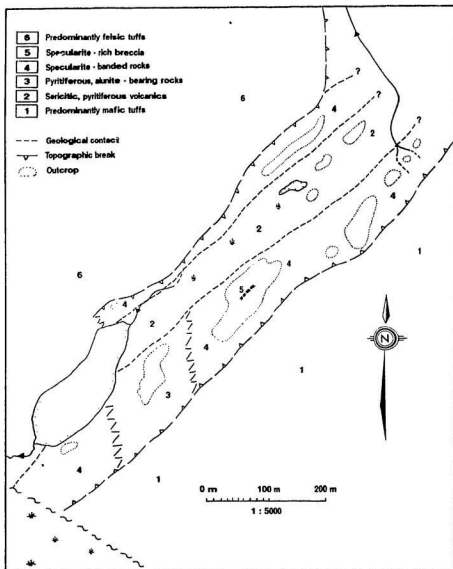 6 Predominantly felsic tuffs
5 Specularite - rich breccia
4 Specularite - banded rocks
3 Pyritiferous, alunite - bearing rocks
2 Sericitic, pyritiferous volcanics
1 Predominantly mafic tuffs
Geological contact
Topographic break
Outcrop
?
4
6
?
2
?
4
2
1
6
4
4
5
2
N
4
3
1
4
1
0 m 100 m 200 m
1 : 5000